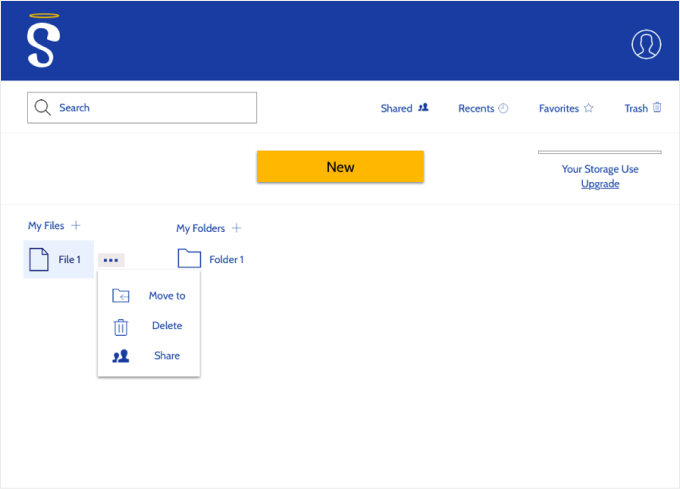 S
Search
Shared
Recents
Favorites
Trash
New
Your Storage Use
Upgrade
My Files
My Folders
File 1
Folder 1
Move to
Delete
Share